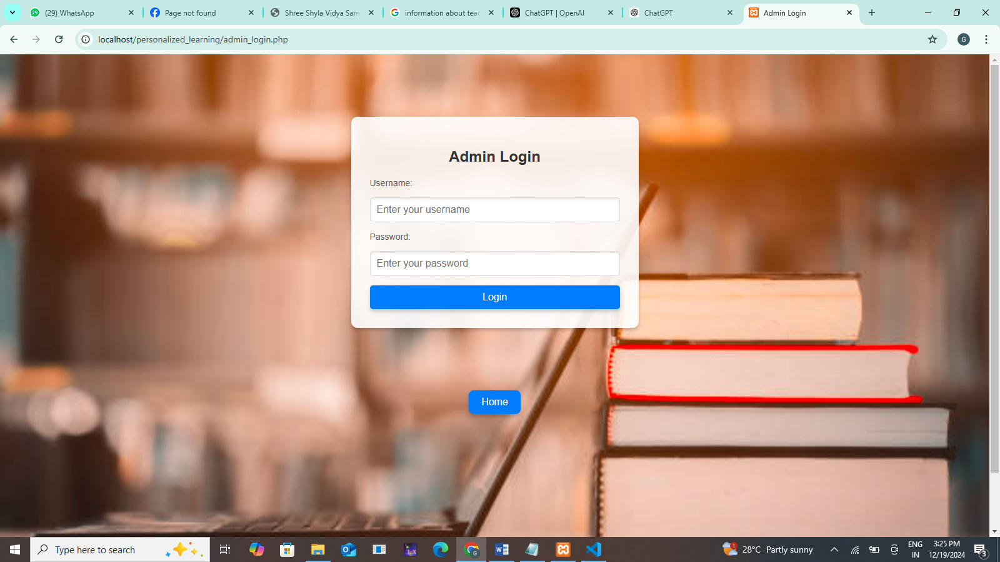 (29) WhatsApp
Page not found
Shree Shyla Vidya Sam
information about teac
ChatGPT | OpenAI
ChatGPT
Admin Login
localhost/personalized_learning/admin_login.php
G
Admin Login
Username:
Enter your username
Password:
Enter your password
Login
Home
Type here to search
28°C Partly sunny
ENG
IN
3:25 PM
12/19/2024
3